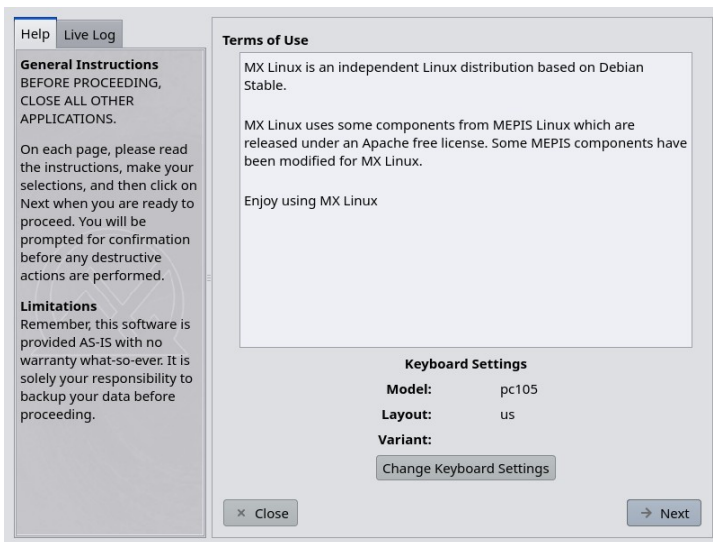 Help
Live Log
General Instructions
BEFORE PROCEEDING,
CLOSE ALL OTHER
APPLICATIONS.
On each page, please read
the instructions, make your
selections, and then click on
Next when you are ready to
proceed. You will be
prompted for confirmation
before any destructive
actions are performed.
Limitations
Remember, this software is
provided AS-IS with no
warranty what-so-ever. It is
solely your responsibility to
backup your data before
proceeding.
Terms of Use
MX Linux is an independent Linux distribution based on Debian
Stable.
MX Linux uses some components from MEPIS Linux which are
released under an Apache free license. Some MEPIS components have
been modified for MX Linux.
Enjoy using MX Linux
Keyboard Settings
Model: pc105
Layout: us
Variant:
Change Keyboard Settings
Close
Next